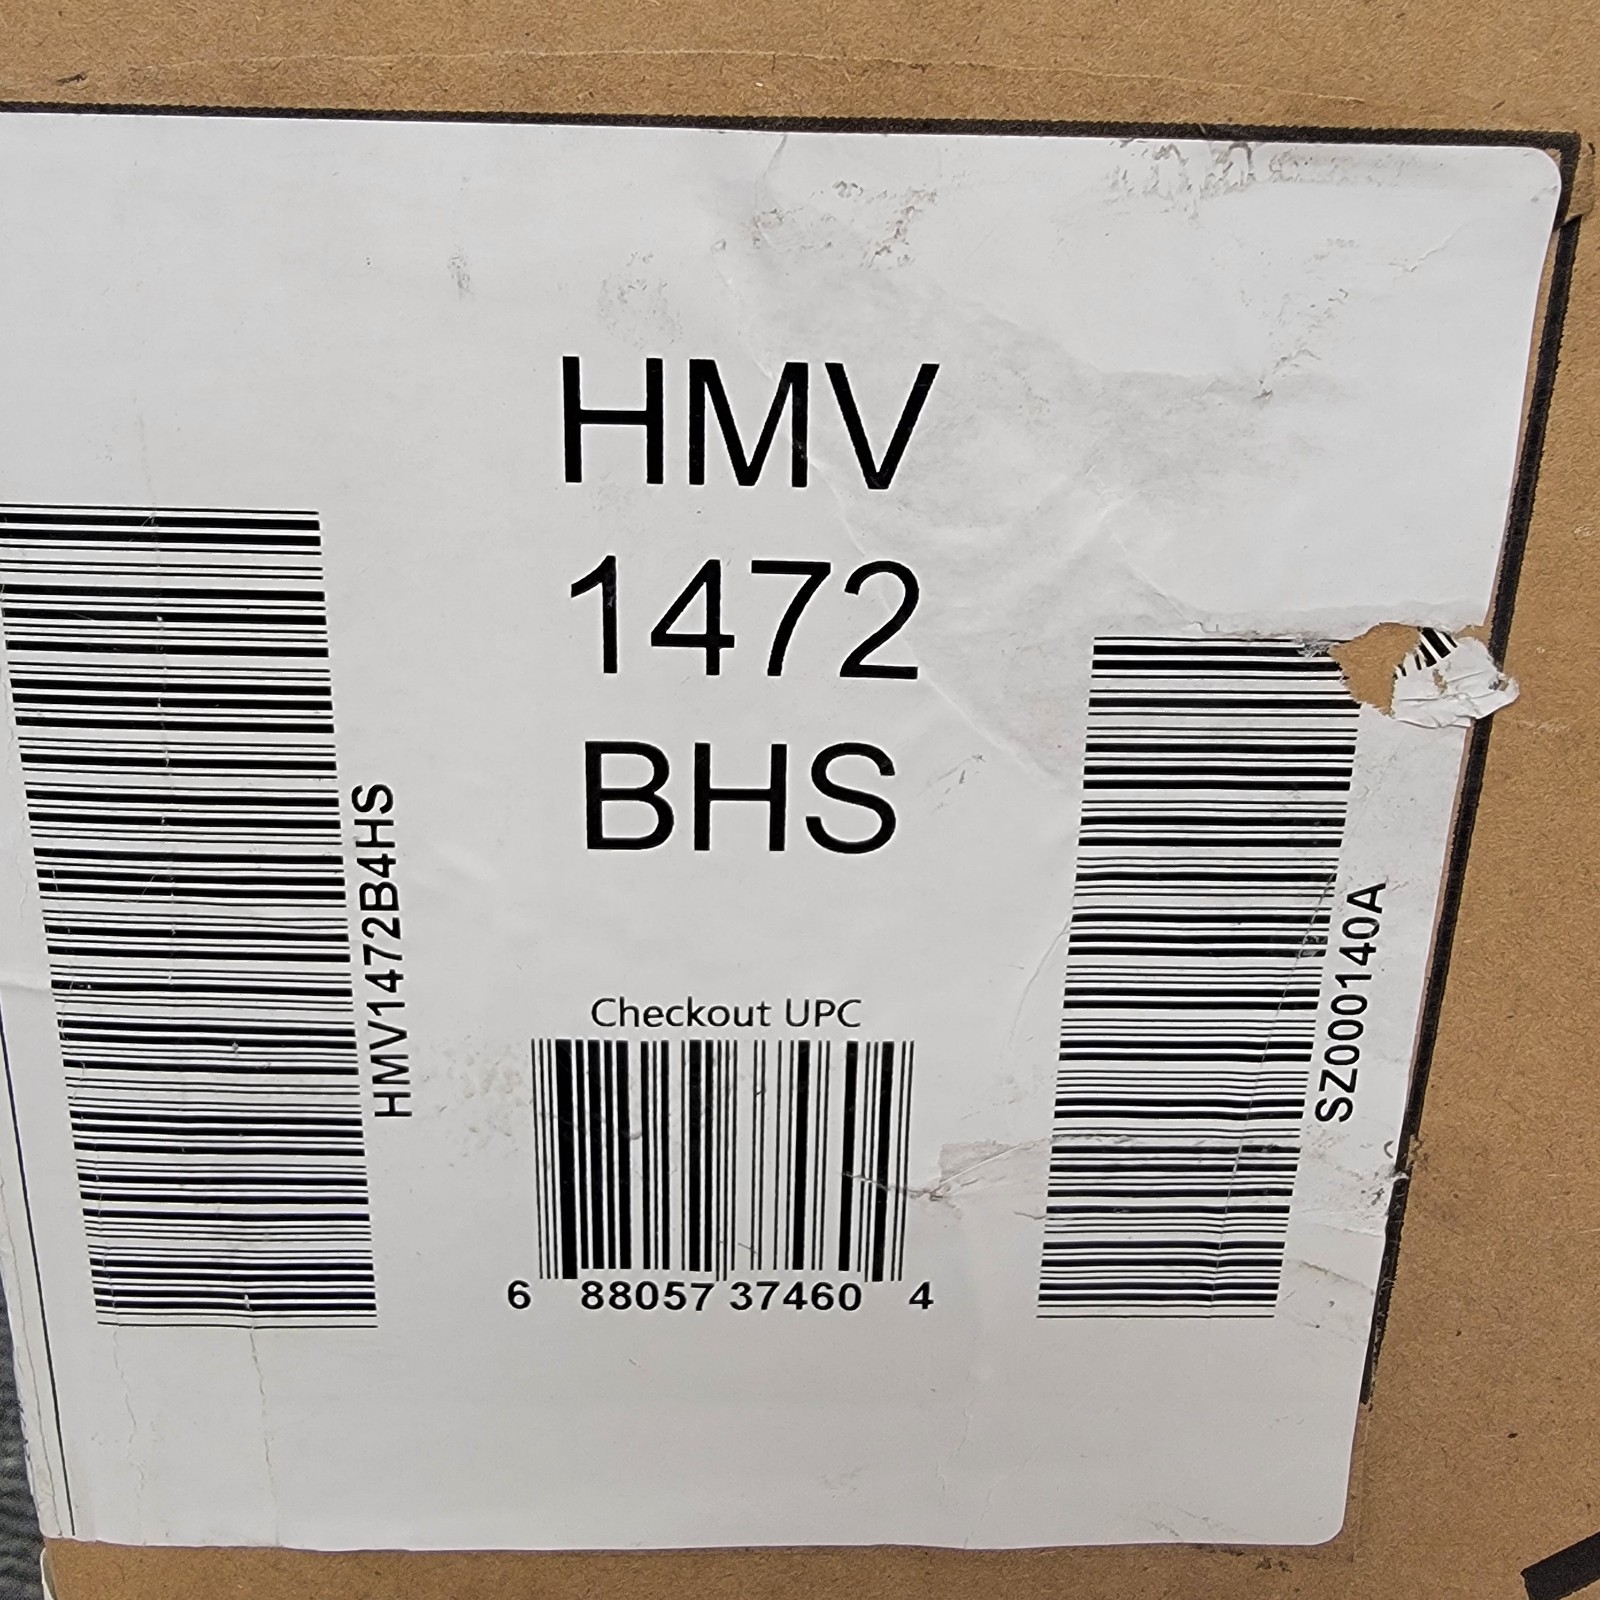 HMV
1472
BHS
HMV1472B4HS
SZ000140A
Checkout UPC
6 88057 37460 4